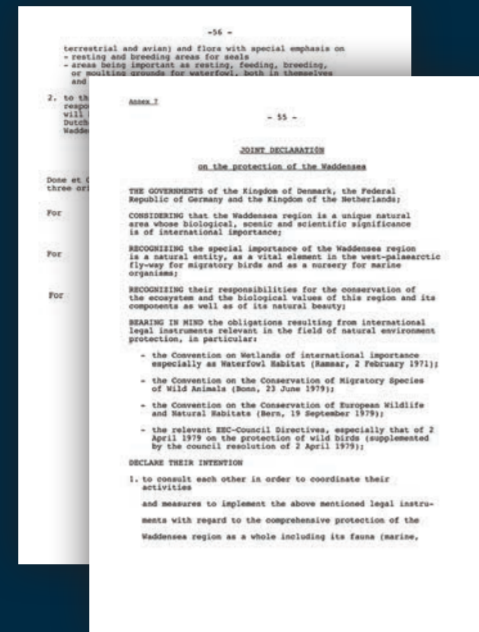 -56 -
terrestrial and avian) and flora with special emphasis on
- resting and breeding areas for seals
- areas being important as resting, feeding, breeding,
or moulting grounds for waterfowl, both in themselves
and
2. to th
respo
will
Dutch
Wadde
Done et C
three ori
For
For
For
Annex 7
- 55 -
JOINT DECLARATION
on the protection of the Waddensea
THE GOVERNMENTS of the Kingdom of Denmark, the Federal
Republic of Germany and the Kingdom of the Netherlands;
CONSIDERING that the Waddensea region is a unique natural
area whose biological, scenic and scientific significance
is of international importance;
RECOGNIZING the special importance of the Waddensea region
is a natural entity, as a vital element in the west-palaearctic
fly-way for migratory birds and as a nursery for marine
organisms;
RECOGNIZING their responsibilities for the conservation of
the ecosystem and the biological values of this region and its
components as well as of its natural beauty;
BEARING IN MIND the obligations resulting from international
legal instruments relevant in the field of natural environment
protection, in particular:
- the Convention on Wetlands of international importance
especially as Waterfowl Habitat (Ramsar, 2 February 1971);
- the Convention on the Conservation of Migratory Species
of Wild Animals (Bonn, 23 June 1979);
- the Convention on the Conservation of European Wildlife
and Natural Habitats (Bern, 19 September 1979);
- the relevant EEC-Council Directives, especially that of 2
April 1979 on the protection of wild birds (supplemented
by the council resolution of 2 April 1979);
DECLARE THEIR INTENTION
1. to consult each other in order to coordinate their
activities
and measures to implement the above mentioned legal instru-
ments with regard to the comprehensive protection of the
Waddensea region as a whole including its fauna (marine,